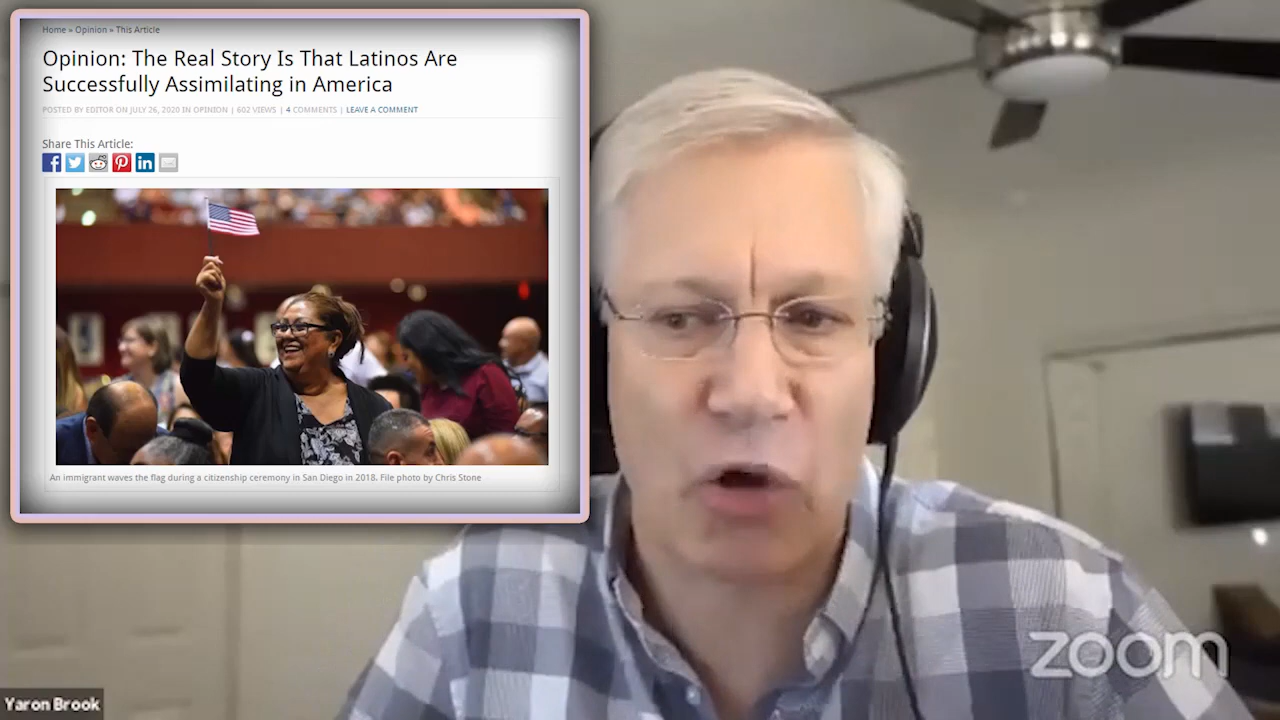 Home » Opinion » This Article
Opinion: The Real Story Is That Latinos Are
Successfully Assimilating in America
POSTED BY EDITOR ON JULY 26, 2020 IN OPINION | 602 VIEWS | 4 COMMENTS | LEAVE A COMMENT
Share This Article:
An immigrant waves the flag during a citizenship ceremony in San Diego in 2018. File photo by Chris Stone
zoom
Yaron Brook